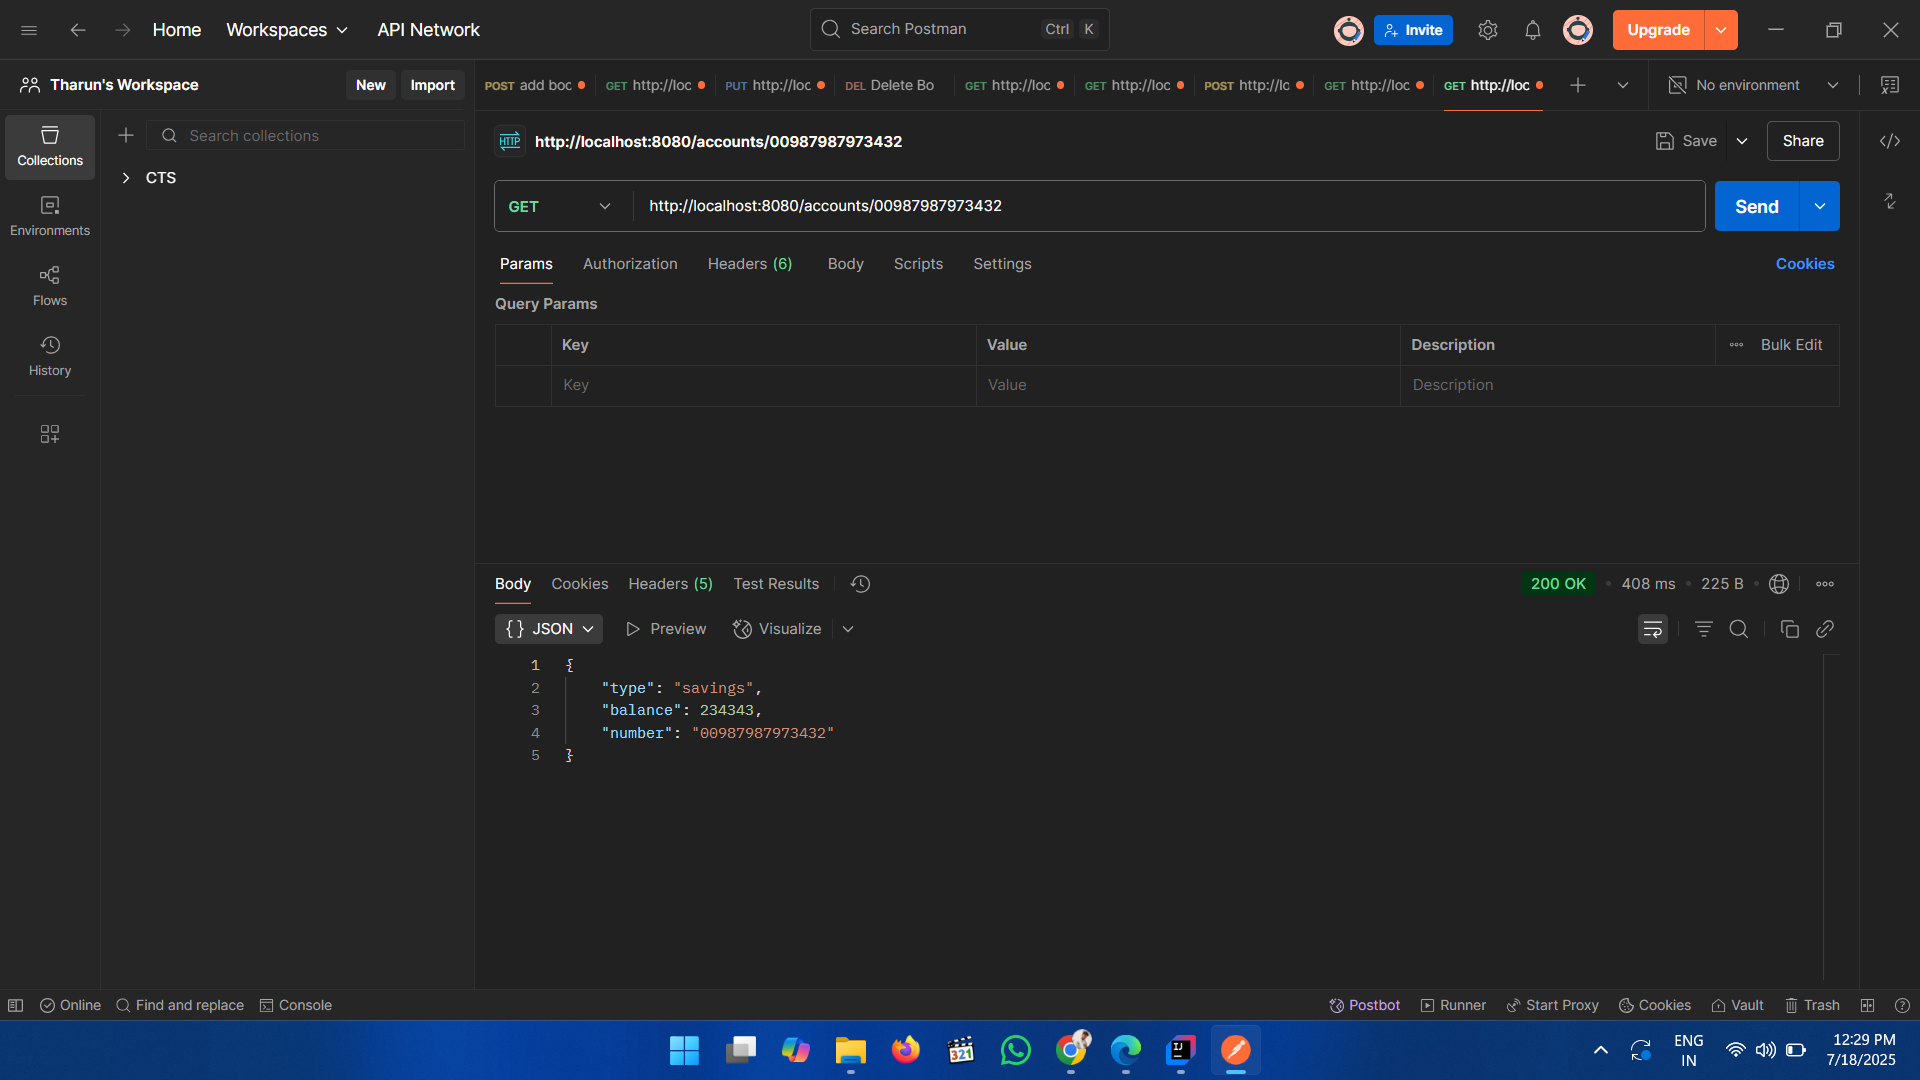 Home Workspaces API Network Search Postman Ctrl K Invite Upgrade
Tharun's Workspace New Import POST add boc GET http://loc PUT http://loc DEL Delete Bo GET http://loc GET http://loc POST http://lc GET http://loc GET http://loc No environment
Search collections
Collections
CTS
Environments
Flows
History
HTTP http://localhost:8080/accounts/00987987973432 Save Share
GET http://localhost:8080/accounts/00987987973432 Send
Params Authorization Headers (6) Body Scripts Settings Cookies
Query Params
Key Value Description Bulk Edit
Key Value Description
Body Cookies Headers (5) Test Results 200 OK • 408 ms • 225 B
{} JSON Preview Visualize
1 {
2 "type": "savings",
3 "balance": 234343,
4 "number": "00987987973432"
5 }
Online Find and replace Console Postbot Runner Start Proxy Cookies Vault Trash
321
IJ
ENG
IN
12:29 PM
7/18/2025